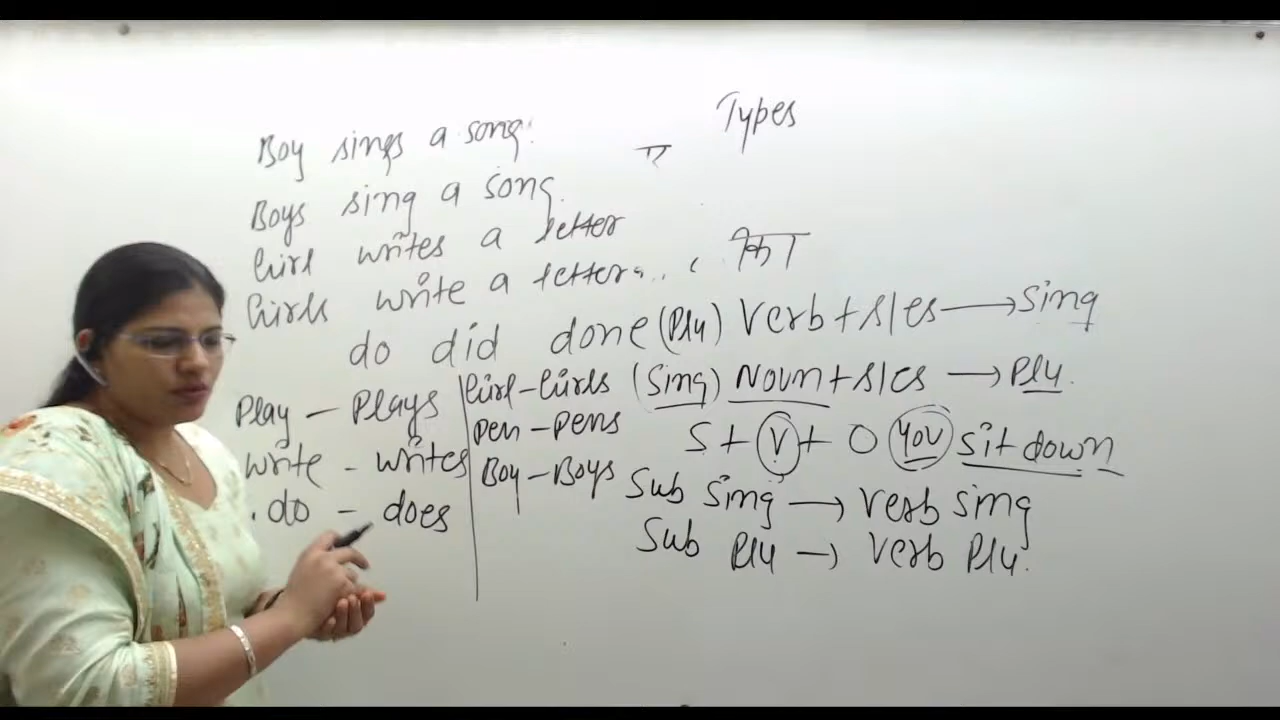 Types
Boy sings a song.
Boys sing a song.
Girl writes a letter
Girls write a letter
do did done (Plu) Verb + s/es → Sing
Play - Plays
write - writes
do - does
Girl - Girls (Sing) Noun + s/es → Plu.
Pen - Pens
Boy - Boys
S + V + O You sit down
Sub Sing → Verb Sing
Sub Plu → Verb Plu.